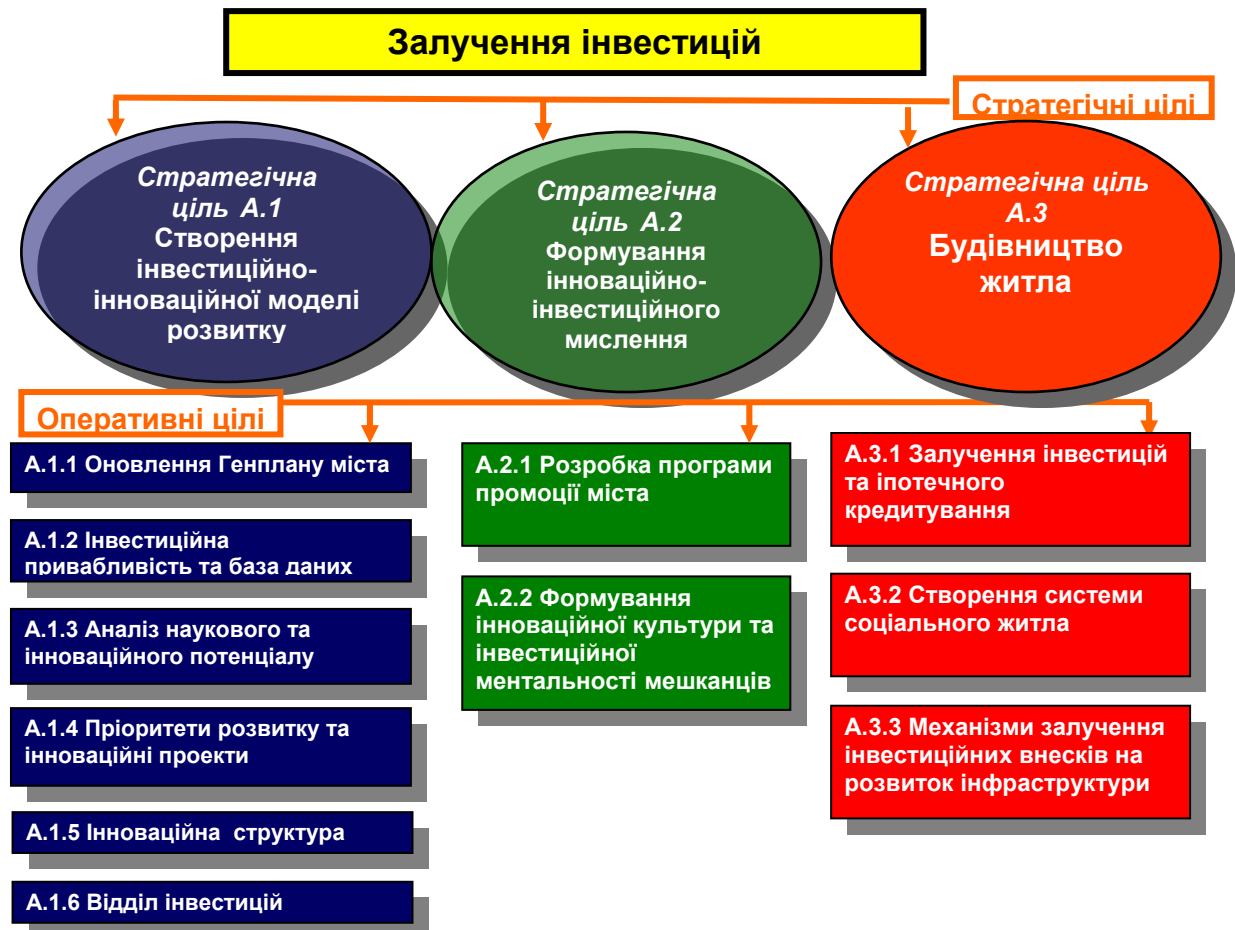 Залучення інвестицій
Стратегічні цілі
Стратегічна
ціль А.1
Створення
інвестиційно-
інноваційної моделі
розвитку
Стратегічна
ціль А.2
Формування
інноваційно-
інвестиційного
мислення
Стратегічна ціль
А.3
Будівництво
житла
Оперативні цілі
А.1.1 Оновлення Генплану міста
А.1.2 Інвестиційна
привабливість та база даних
А.1.3 Аналіз наукового та
інноваційного потенціалу
А.1.4 Пріоритети розвитку та
інноваційні проекти
А.1.5 Інноваційна структура
А.1.6 Відділ інвестицій
А.2.1 Розробка програми
промоції міста
А.2.2 Формування
інноваційної культури та
інвестиційної
ментальності мешканців
А.3.1 Залучення інвестицій
та іпотечного
кредитування
А.3.2 Створення системи
соціального житла
А.3.3 Механізми залучення
інвестиційних внесків на
розвиток інфраструктури